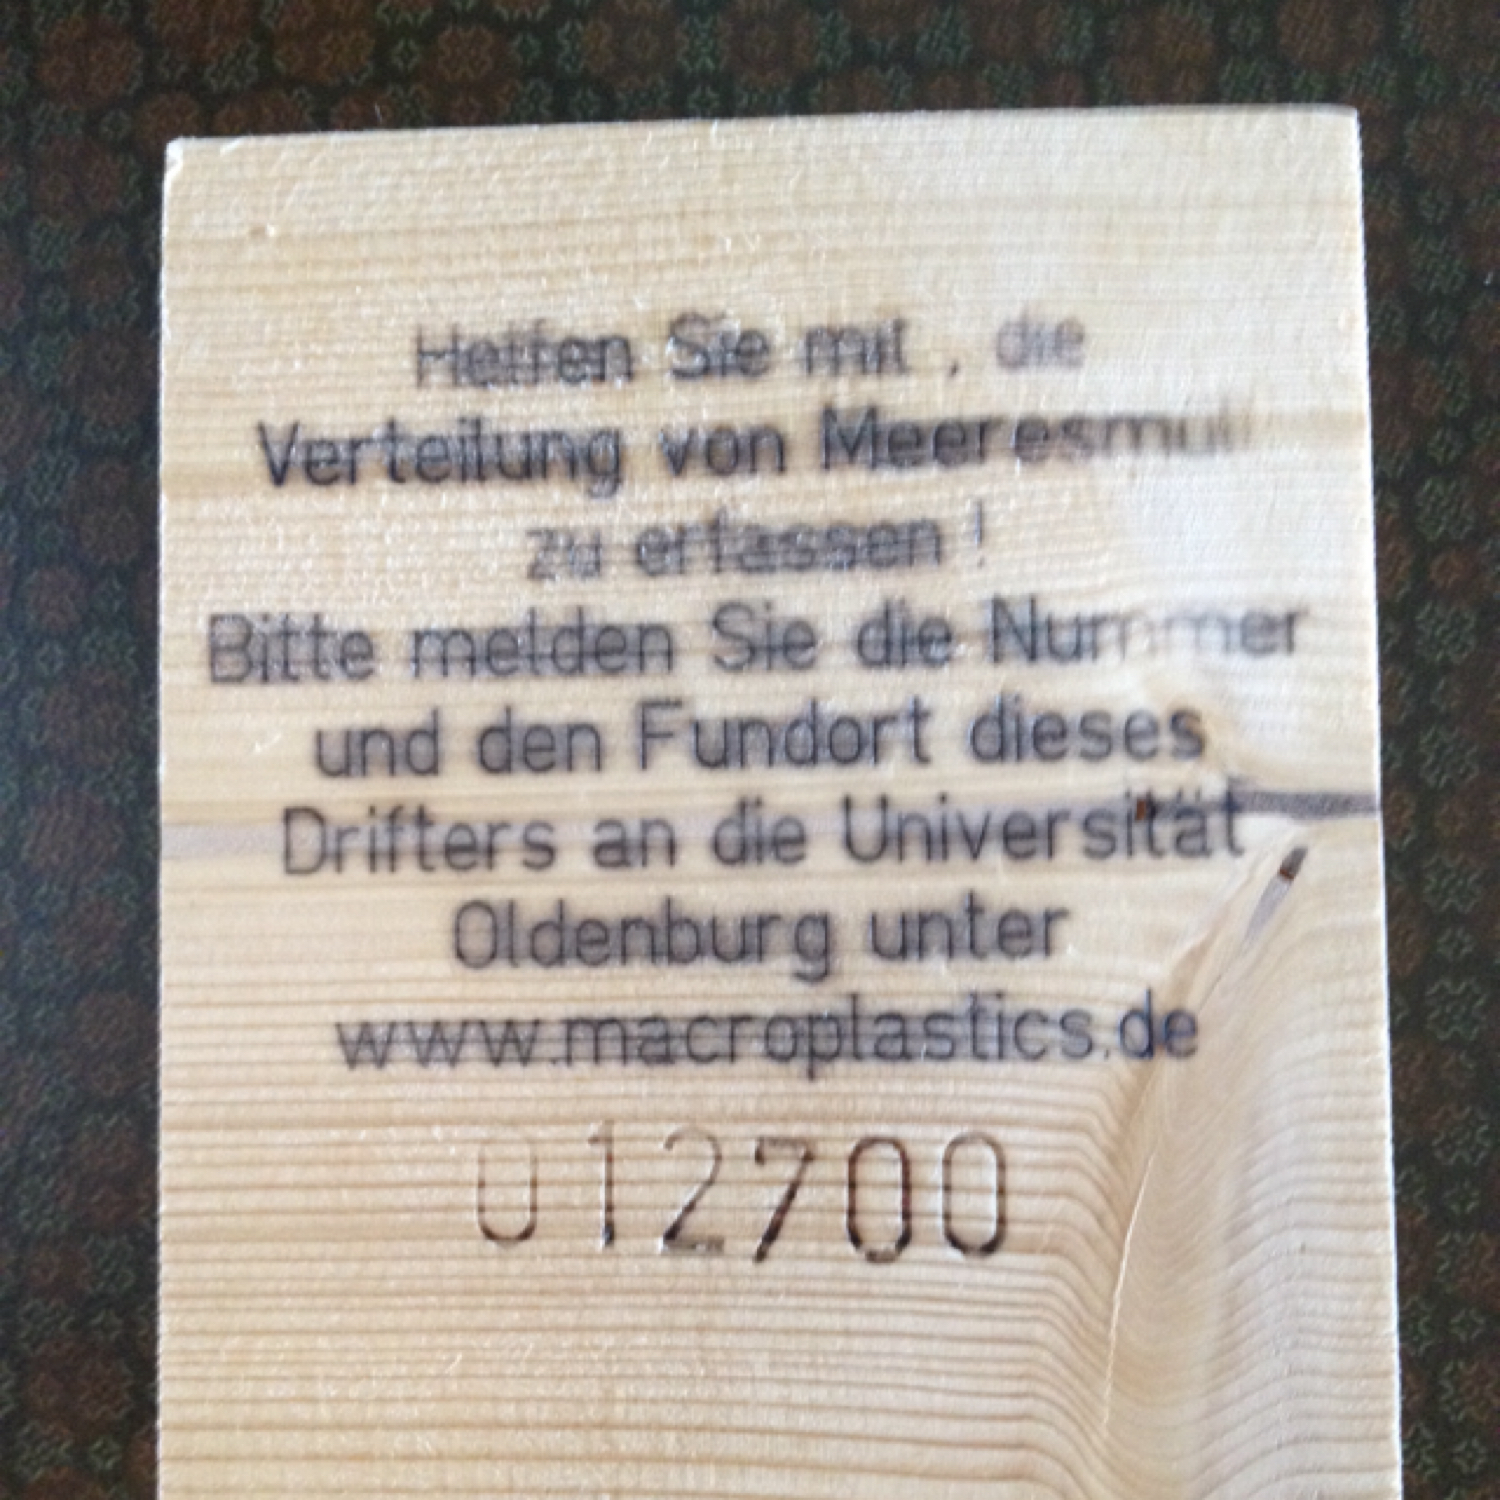 Helfen Sie mit, die
Verteilung von Meeresmüll
zu erfassen!
Bitte melden Sie die Nummer
und den Fundort dieses
Drifters an die Universität
Oldenburg unter
www.macroplastics.de
012700